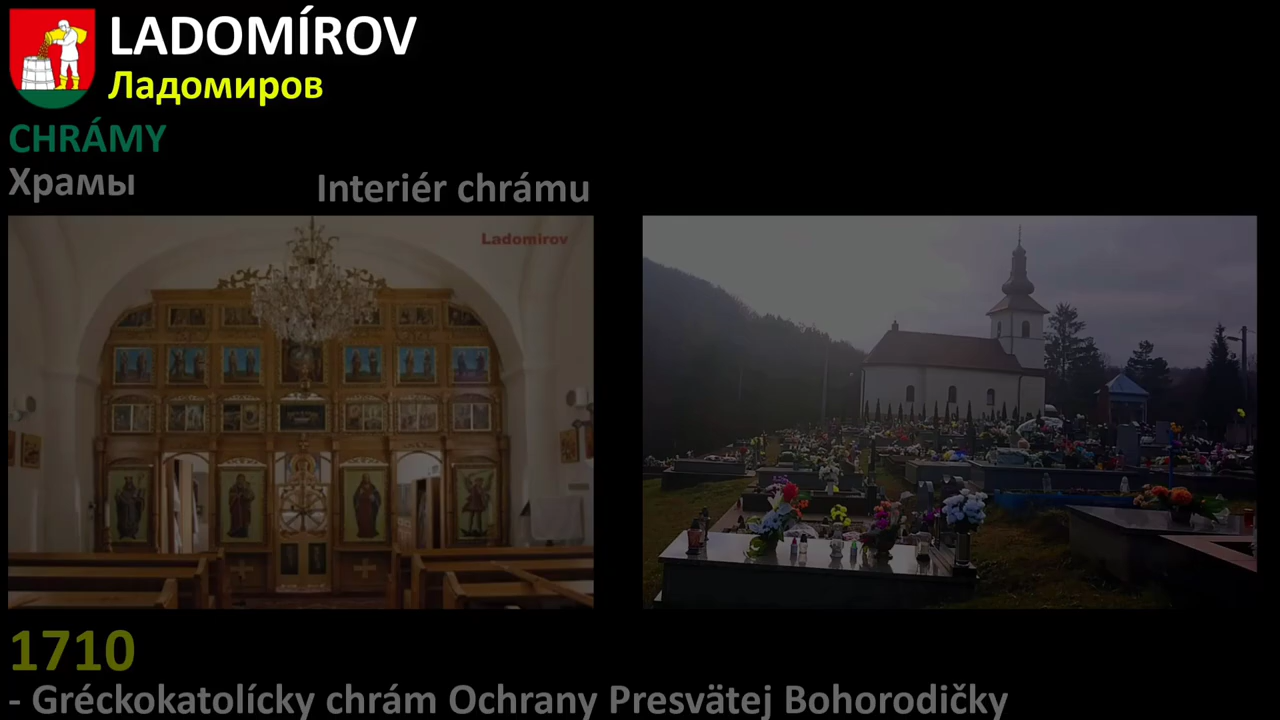 LADOMÍROV
Ладомиров
CHRÁMY
Храмы
Interiér chrámu
Ladomirov
1710
- Gréckokatolícky chrám Ochrany Presvätej Bohorodičky